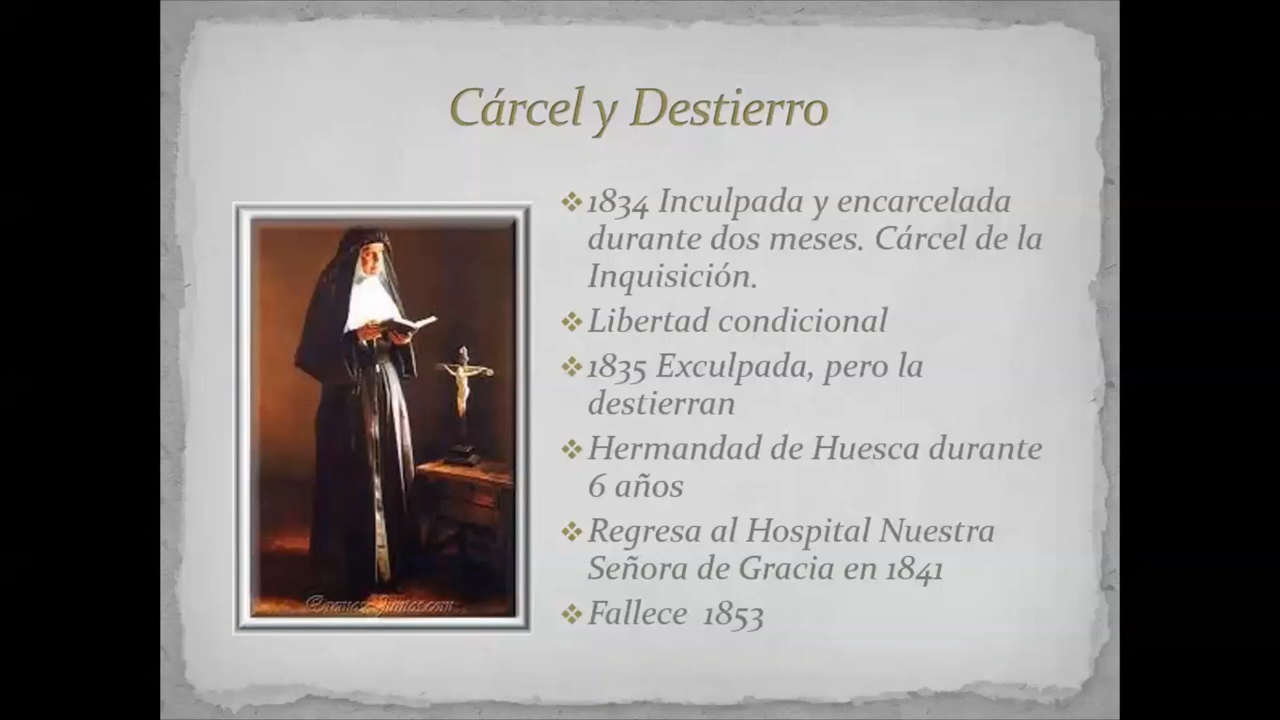 Cárcel y Destierro
1834 Inculpada y encarcelada
durante dos meses. Cárcel de la
Inquisición.
Libertad condicional
1835 Exculpada, pero la
destierran
Hermandad de Huesca durante
6 años
Regresa al Hospital Nuestra
Señora de Gracia en 1841
Fallece 1853